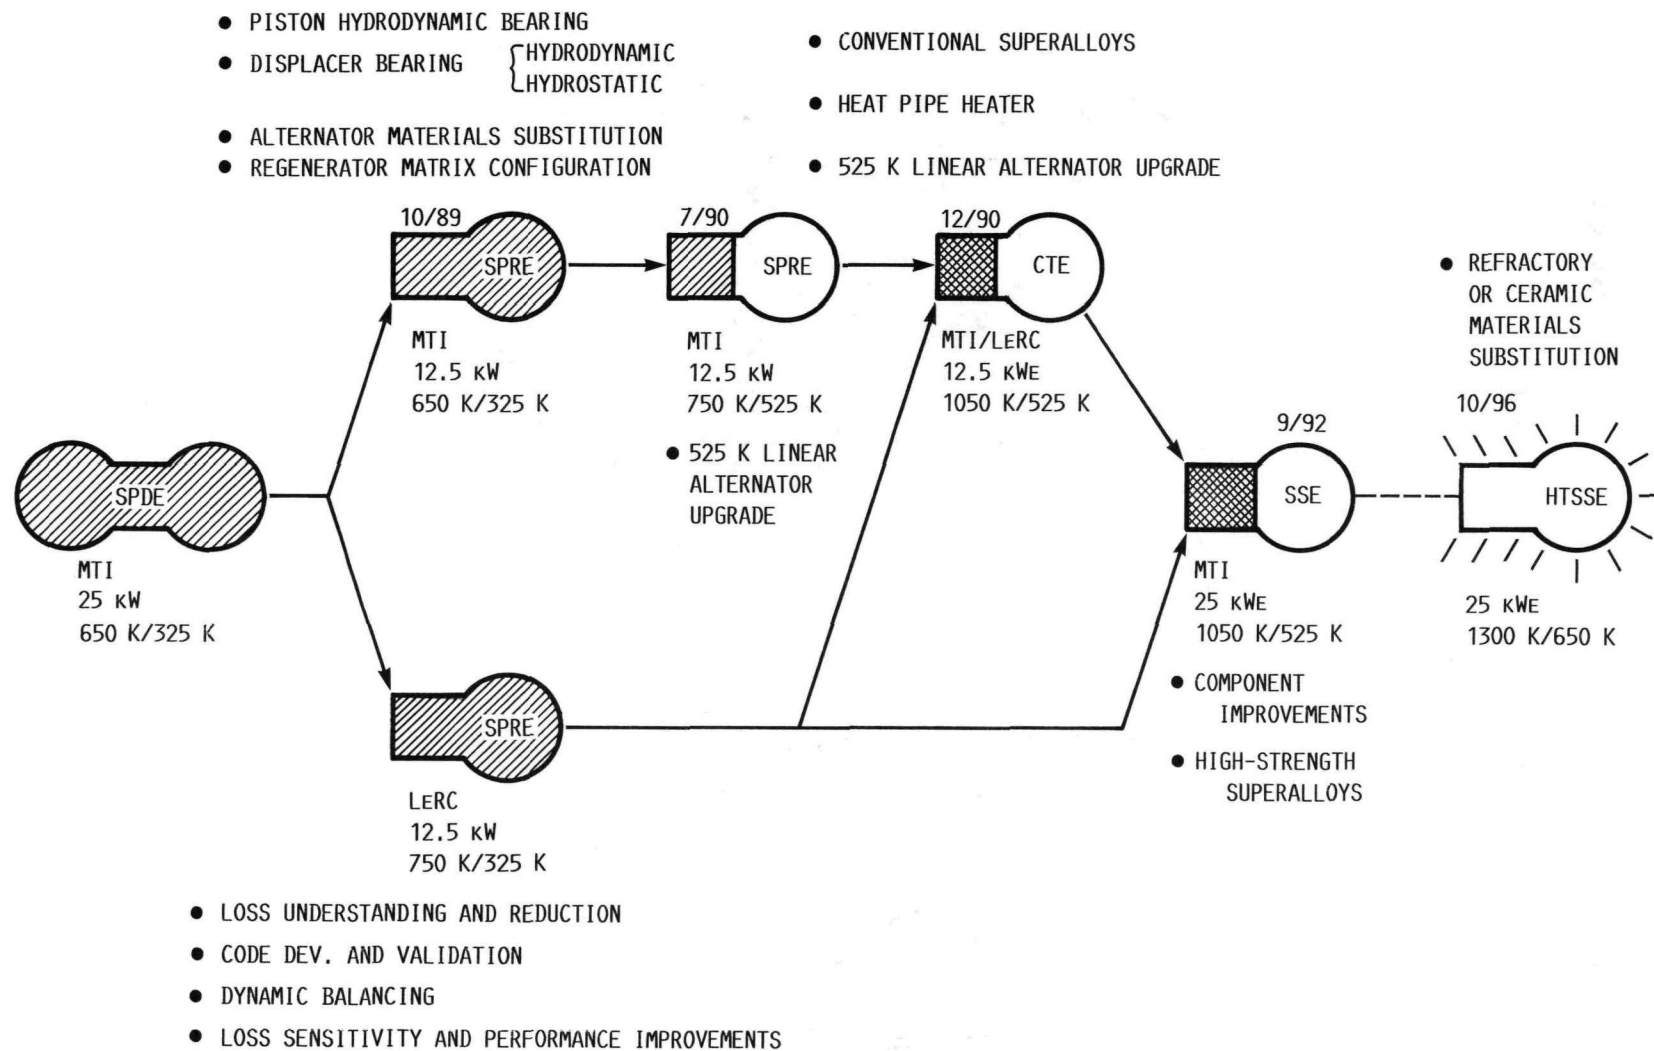 ● PISTON HYDRODYNAMIC BEARING
● DISPLACER BEARING { HYDRODYNAMIC
HYDROSTATIC
● ALTERNATOR MATERIALS SUBSTITUTION
● REGENERATOR MATRIX CONFIGURATION
● CONVENTIONAL SUPERALLOYS
● HEAT PIPE HEATER
● 525 K LINEAR ALTERNATOR UPGRADE
10/89
SPRE
MTI
12.5 KW
650 K/325 K
7/90
SPRE
MTI
12.5 KW
750 K/525 K
● 525 K LINEAR
ALTERNATOR
UPGRADE
12/90
CTE
MTI/LERC
12.5 KWE
1050 K/525 K
● REFRACTORY
OR CERAMIC
MATERIALS
SUBSTITUTION
SPDE
MTI
25 KW
650 K/325 K
9/92
SSE
MTI
25 KWE
1050 K/525 K
● COMPONENT
IMPROVEMENTS
● HIGH-STRENGTH
SUPERALLOYS
10/96
HTSSE
25 KWE
1300 K/650 K
SPRE
LERC
12.5 KW
750 K/325 K
● LOSS UNDERSTANDING AND REDUCTION
● CODE DEV. AND VALIDATION
● DYNAMIC BALANCING
● LOSS SENSITIVITY AND PERFORMANCE IMPROVEMENTS